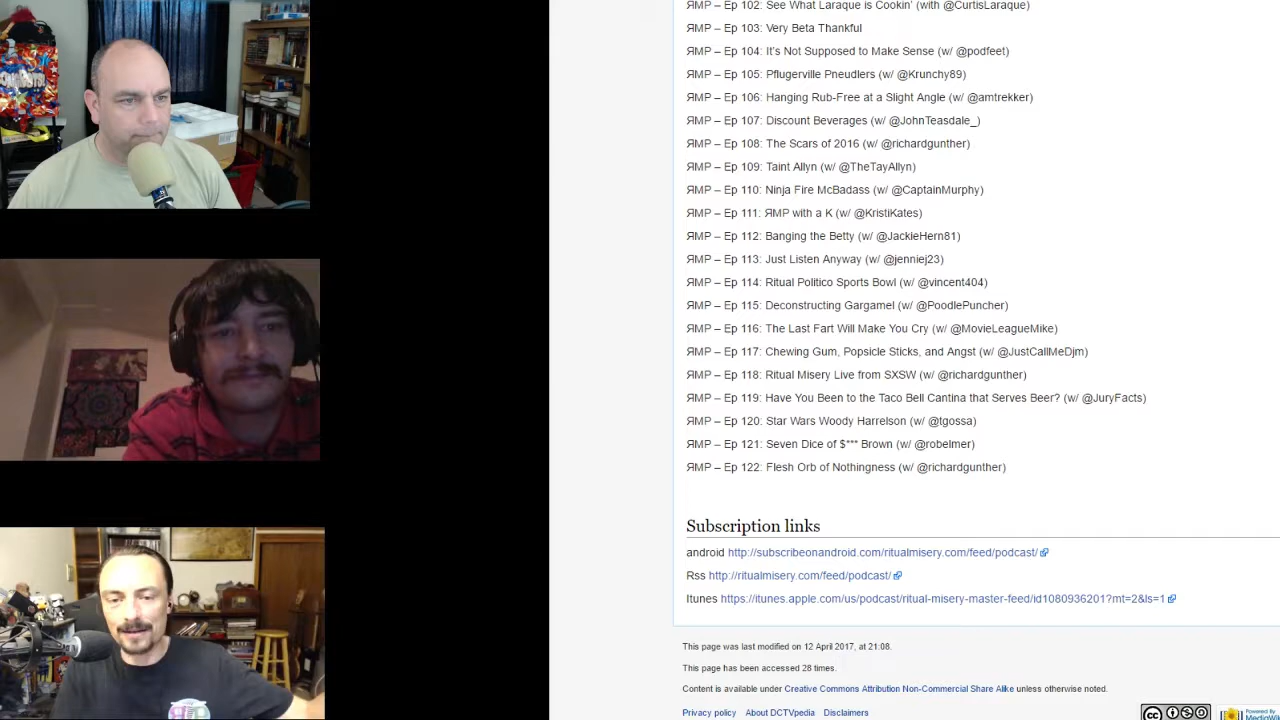 ЯMP – Ep 102: See What Laraque is Cookin' (with @CurtisLaraque)
ЯMP – Ep 103: Very Beta Thankful
ЯMP – Ep 104: It's Not Supposed to Make Sense (w/ @podfeet)
ЯMP – Ep 105: Pflugerville Pneudlers (w/ @Krunchy89)
ЯMP – Ep 106: Hanging Rub-Free at a Slight Angle (w/ @amtrekker)
ЯMP – Ep 107: Discount Beverages (w/ @JohnTeasdale_)
ЯMP – Ep 108: The Scars of 2016 (w/ @richardgunther)
ЯMP – Ep 109: Taint Allyn (w/ @TheTayAllyn)
ЯMP – Ep 110: Ninja Fire McBadass (w/ @CaptainMurphy)
ЯMP – Ep 111: ЯMP with a K (w/ @KristiKates)
ЯMP – Ep 112: Banging the Betty (w/ @JackieHern81)
ЯMP – Ep 113: Just Listen Anyway (w/ @jenniej23)
ЯMP – Ep 114: Ritual Politico Sports Bowl (w/ @vincent404)
ЯMP – Ep 115: Deconstructing Gargamel (w/ @PoodlePuncher)
ЯMP – Ep 116: The Last Fart Will Make You Cry (w/ @MovieLeagueMike)
ЯMP – Ep 117: Chewing Gum, Popsicle Sticks, and Angst (w/ @JustCallMeDjm)
ЯMP – Ep 118: Ritual Misery Live from SXSW (w/ @richardgunther)
ЯMP – Ep 119: Have You Been to the Taco Bell Cantina that Serves Beer? (w/ @JuryFacts)
ЯMP – Ep 120: Star Wars Woody Harrelson (w/ @tgossa)
ЯMP – Ep 121: Seven Dice of $*** Brown (w/ @robelmer)
ЯMP – Ep 122: Flesh Orb of Nothingness (w/ @richardgunther)
Subscription links
android http://subscribeonandroid.com/ritualmisery.com/feed/podcast/
Rss http://ritualmisery.com/feed/podcast/
Itunes https://itunes.apple.com/us/podcast/ritual-misery-master-feed/id1080936201?mt=2&ls=1
This page was last modified on 12 April 2017, at 21:08.
This page has been accessed 28 times.
Content is available under Creative Commons Attribution Non-Commercial Share Alike unless otherwise noted.
Privacy policy About DCTVpedia Disclaimers
Powered By
MediaWiki